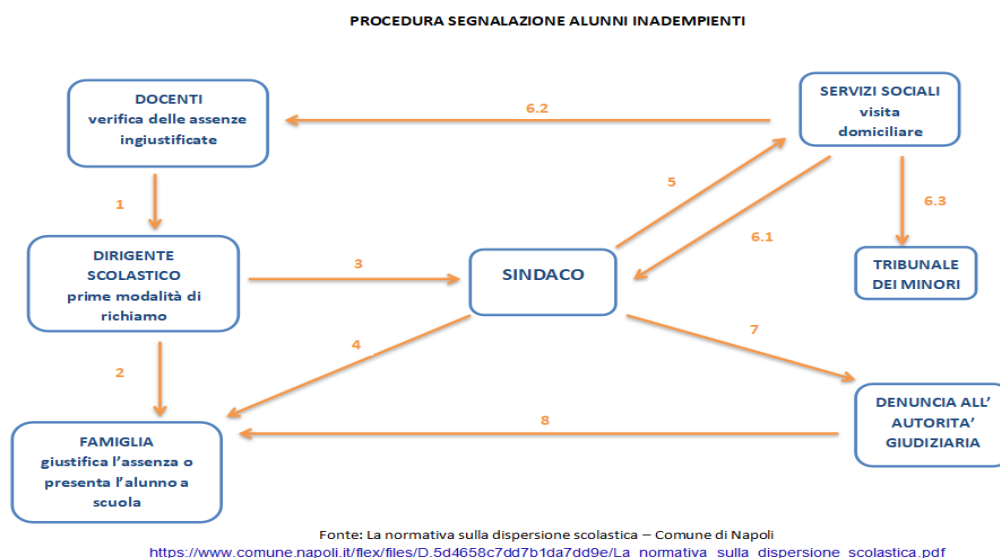 PROCEDURA SEGNALAZIONE ALUNNI INADEMPIENTI
DOCENTI
verifica delle assenze
ingiustificate
6.2
SERVIZI SOCIALI
visita
domiciliare
1
5
6.1
6.3
DIRIGENTE
SCOLASTICO
prime modalità di
richiamo
3
SINDACO
TRIBUNALE
DEI MINORI
2
4
7
FAMIGLIA
giustifica l'assenza o
presenta l'alunno a
scuola
8
DENUNCIA ALL'
AUTORITA'
GIUDIZIARIA
Fonte: La normativa sulla dispersione scolastica – Comune di Napoli
https://www.comune.napoli.it/flex/files/D.5d4658c7dd7b1da7dd9e/La_normativa_sulla_dispersione_scolastica.pdf